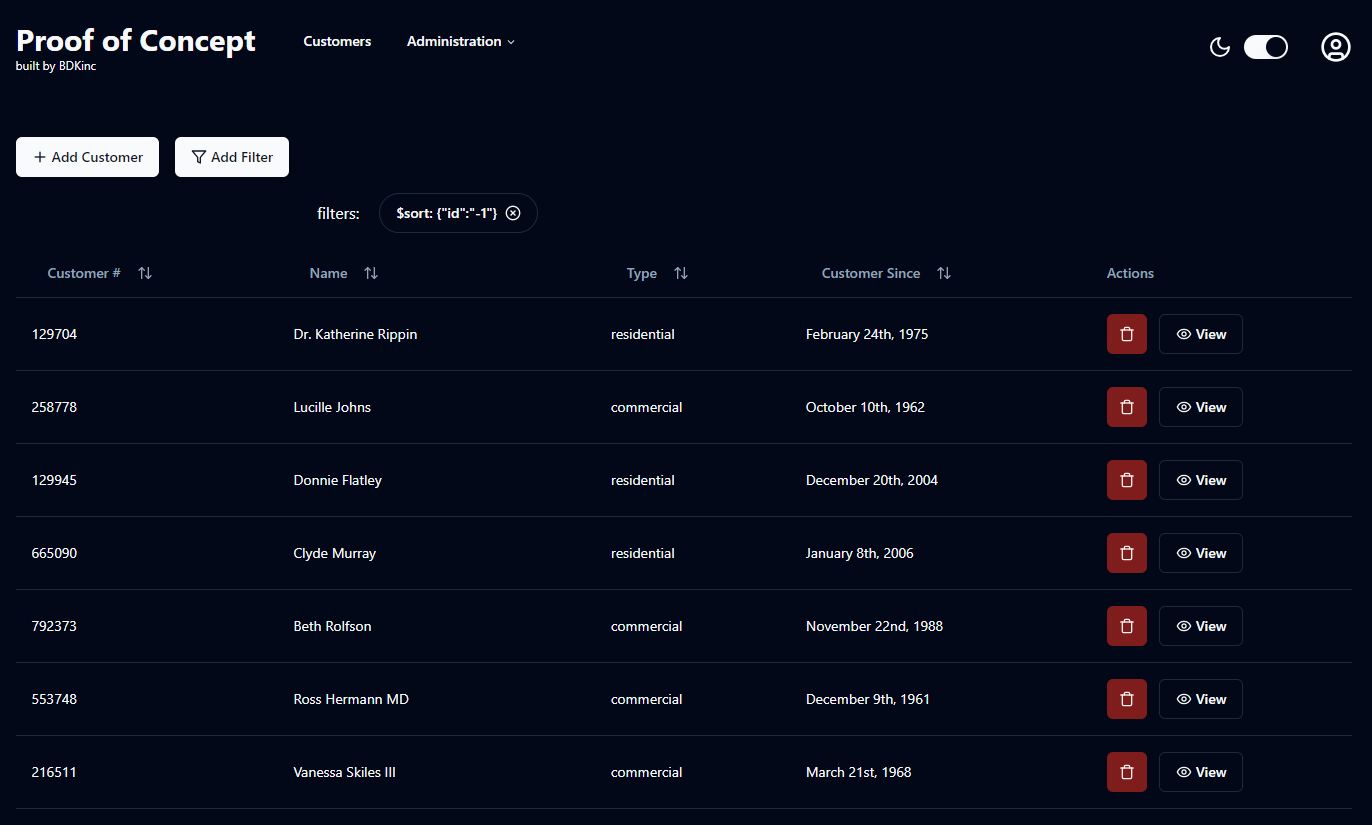 Proof of Concept
built by BDKinc
Customers Administration
+ Add Customer Add Filter
filters: $sort: {"id":"-1"}
Customer # Name Type Customer Since Actions
129704 Dr. Katherine Rippin residential February 24th, 1975 View
258778 Lucille Johns commercial October 10th, 1962 View
129945 Donnie Flatley residential December 20th, 2004 View
665090 Clyde Murray residential January 8th, 2006 View
792373 Beth Rolfson commercial November 22nd, 1988 View
553748 Ross Hermann MD commercial December 9th, 1961 View
216511 Vanessa Skiles III commercial March 21st, 1968 View